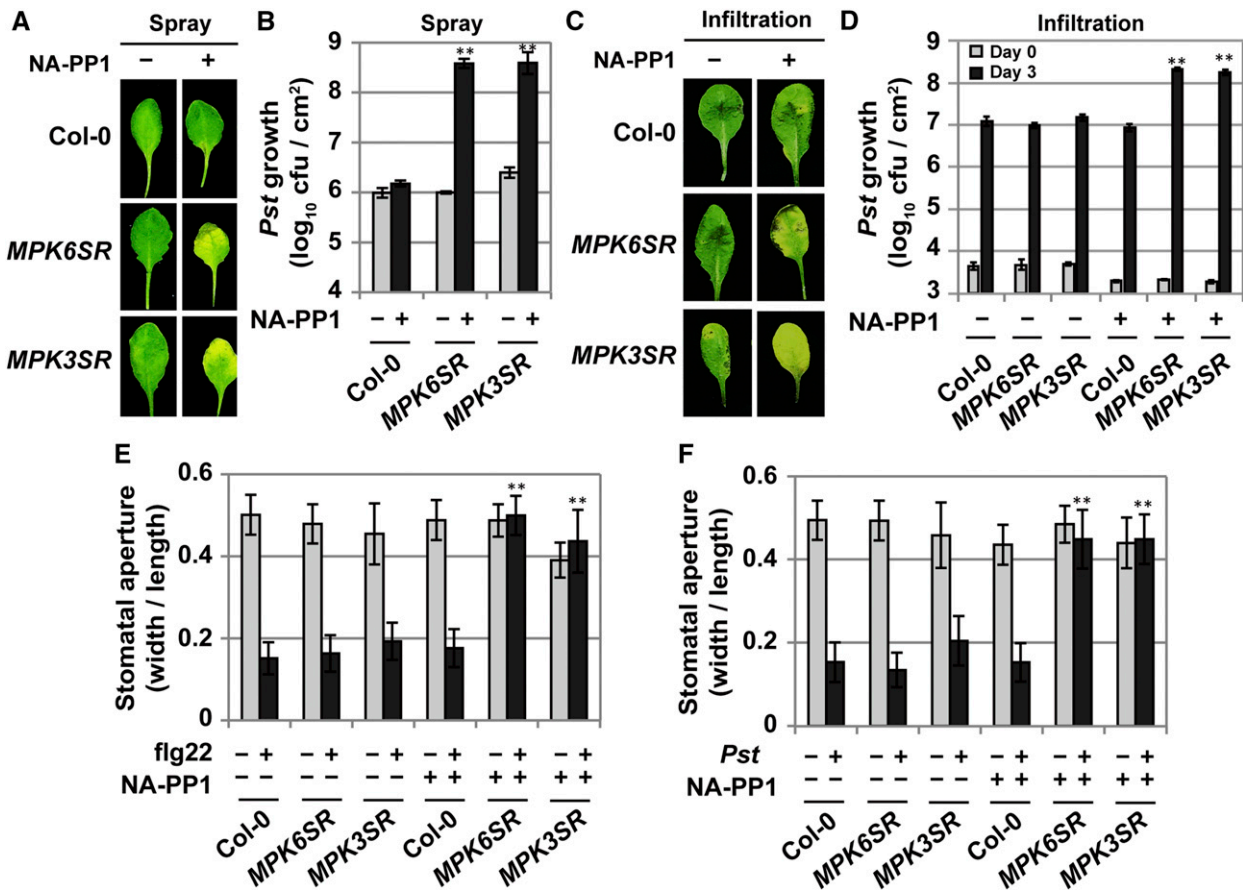 A
Spray
NA-PP1
− +
Col-0
MPK6SR
MPK3SR
B
Spray
Pst growth
(log10 cfu / cm2)
9
8
7
6
5
4
** **
NA-PP1 − + − + − +
Col-0
MPK6SR
MPK3SR
C
Infiltration
NA-PP1
− +
Col-0
MPK6SR
MPK3SR
D
Infiltration
Pst growth
(log10 cfu / cm2)
9
8
7
6
5
4
3
Day 0
Day 3
** **
NA-PP1 − − − + + +
Col-0
MPK6SR
MPK3SR
Col-0
MPK6SR
MPK3SR
E
Stomatal aperture
(width / length)
0.6
0.4
0.2
0
** **
flg22 − + − + − + − + − + − +
NA-PP1 − − − − − − + + + + + +
Col-0
MPK6SR
MPK3SR
Col-0
MPK6SR
MPK3SR
F
Stomatal aperture
(width / length)
0.6
0.4
0.2
0
** **
Pst − + − + − + − + − + − +
NA-PP1 − − − − − − + + + + + +
Col-0
MPK6SR
MPK3SR
Col-0
MPK6SR
MPK3SR